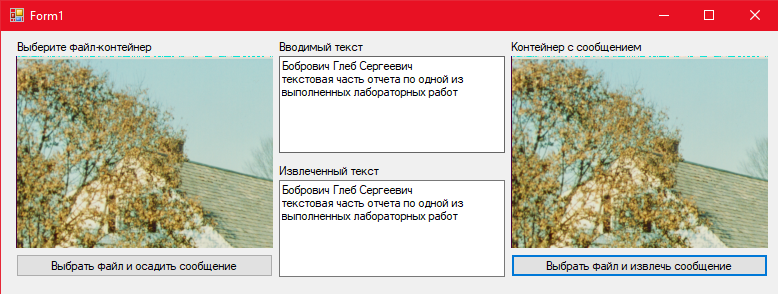 Form1
Выберите файл-контейнер
Вводимый текст
Контейнер с сообщением
Бобрович Глеб Сергеевич
текстовая часть отчета по одной из
выполненных лабораторных работ
Извлеченный текст
Бобрович Глеб Сергеевич
текстовая часть отчета по одной из
выполненных лабораторных работ
Выбрать файл и осадить сообщение
Выбрать файл и извлечь сообщение